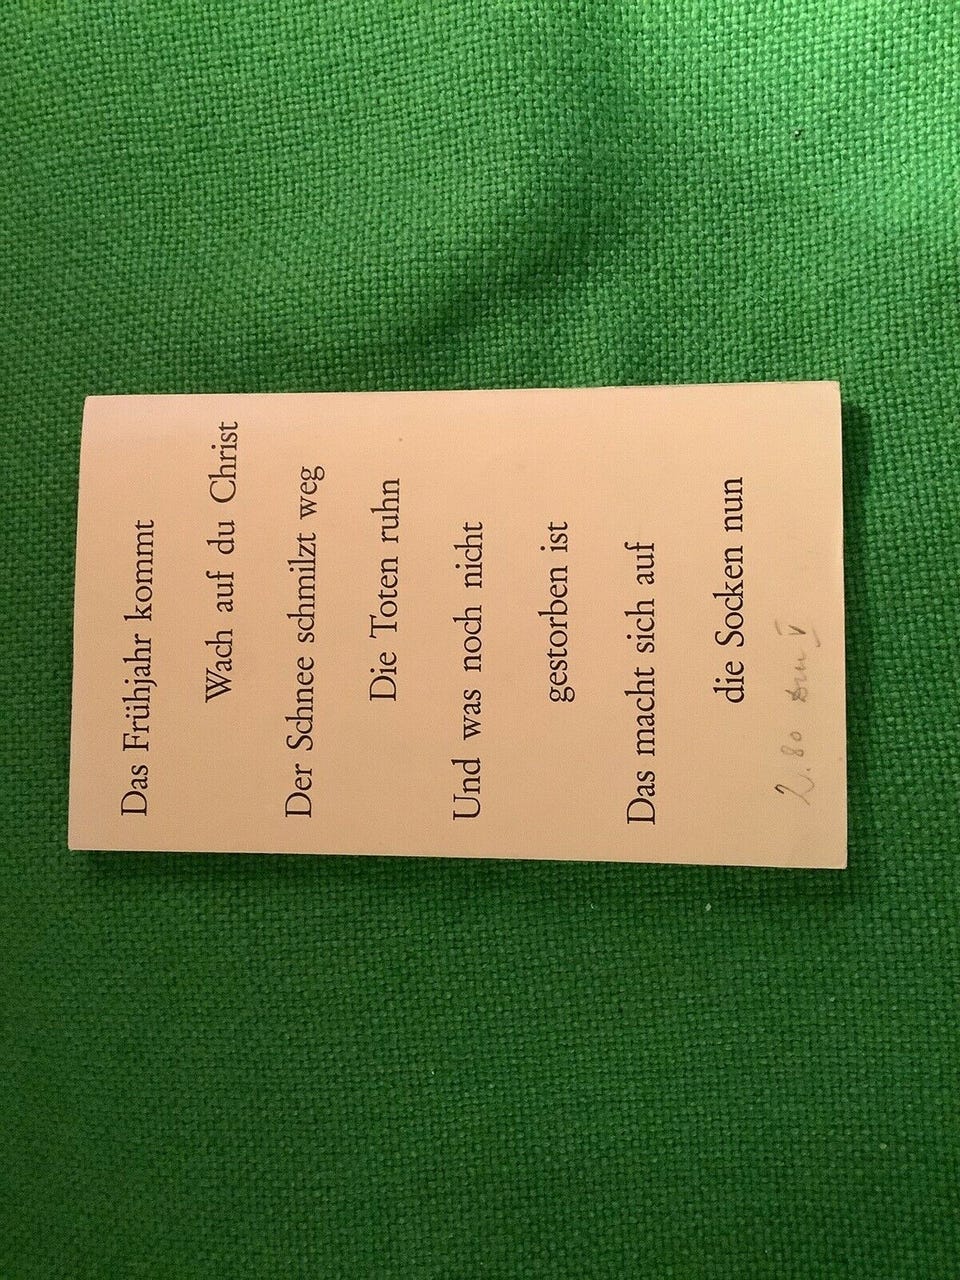 Das Frühjahr kommt
Wach auf du Christ
Der Schnee schmilzt weg
Die Toten ruhn
Und was noch nicht
gestorben ist
Das macht sich auf
die Socken nun
2.80